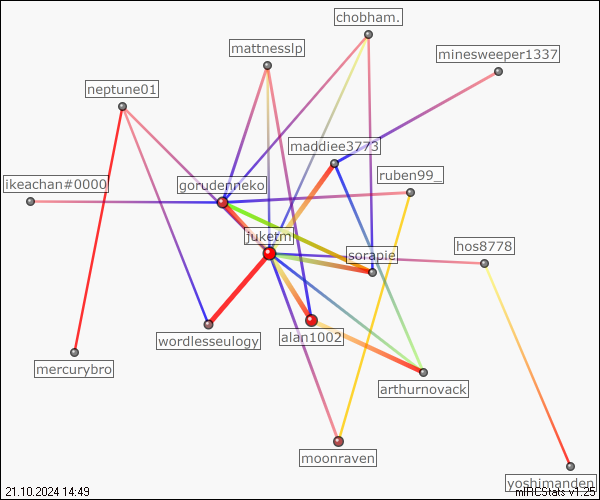 chobham.
mattnesslp
minesweeper1337
neptune01
maddiee3773
ruben99_
ikeachan#0000
gorudenneko
juketm
sorapie
hos8778
wordlesseulogy
alan1002
mercurybro
arthurnovack
moonraven
yoshimanden
21.10.2024 14:49
mIRCStats v1.25